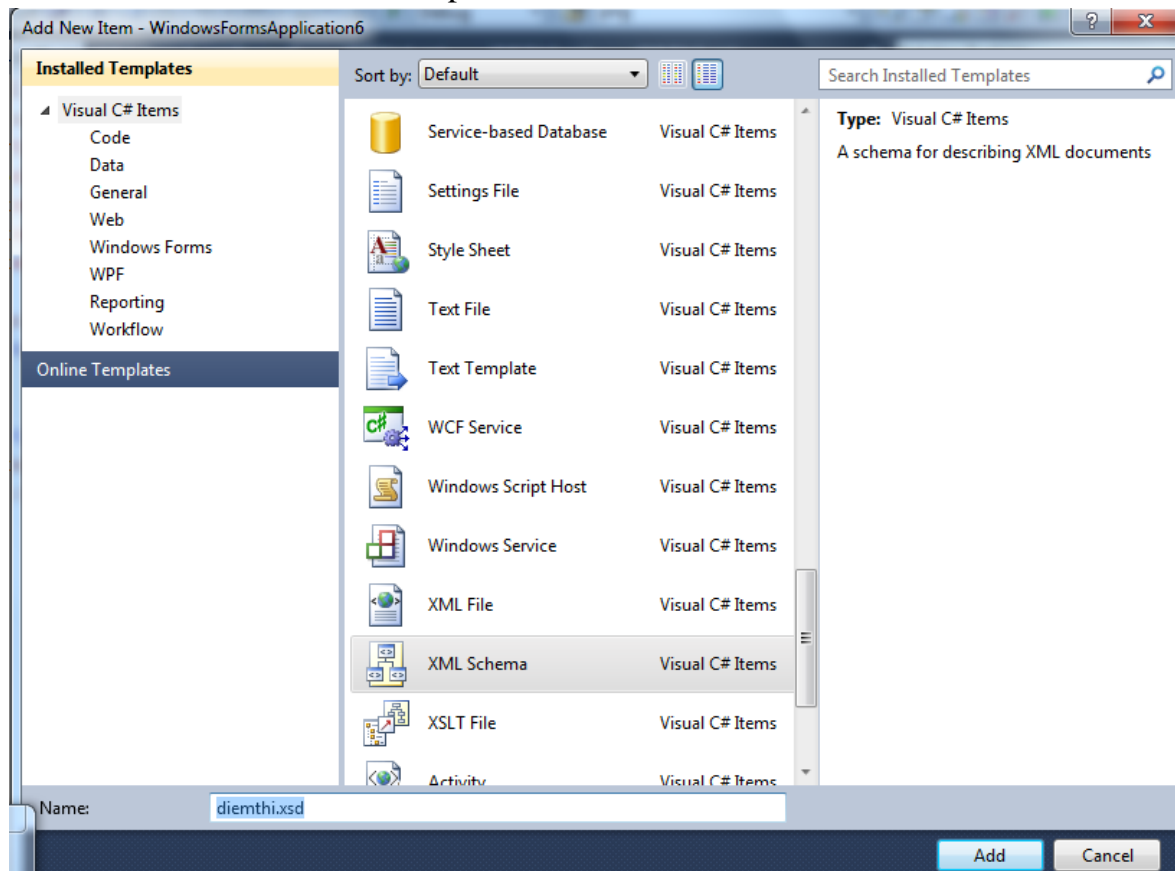 Add New Item - WindowsFormsApplication6
Installed Templates
Visual C# Items
Code
Data
General
Web
Windows Forms
WPF
Reporting
Workflow
Online Templates
Sort by: Default
Service-based Database Visual C# Items
Settings File Visual C# Items
Style Sheet Visual C# Items
Text File Visual C# Items
Text Template Visual C# Items
WCF Service Visual C# Items
Windows Script Host Visual C# Items
Windows Service Visual C# Items
XML File Visual C# Items
XML Schema Visual C# Items
XSLT File Visual C# Items
Activity Visual C# Items
Search Installed Templates
Type: Visual C# Items
A schema for describing XML documents
Name: diemthi.xsd
Add Cancel